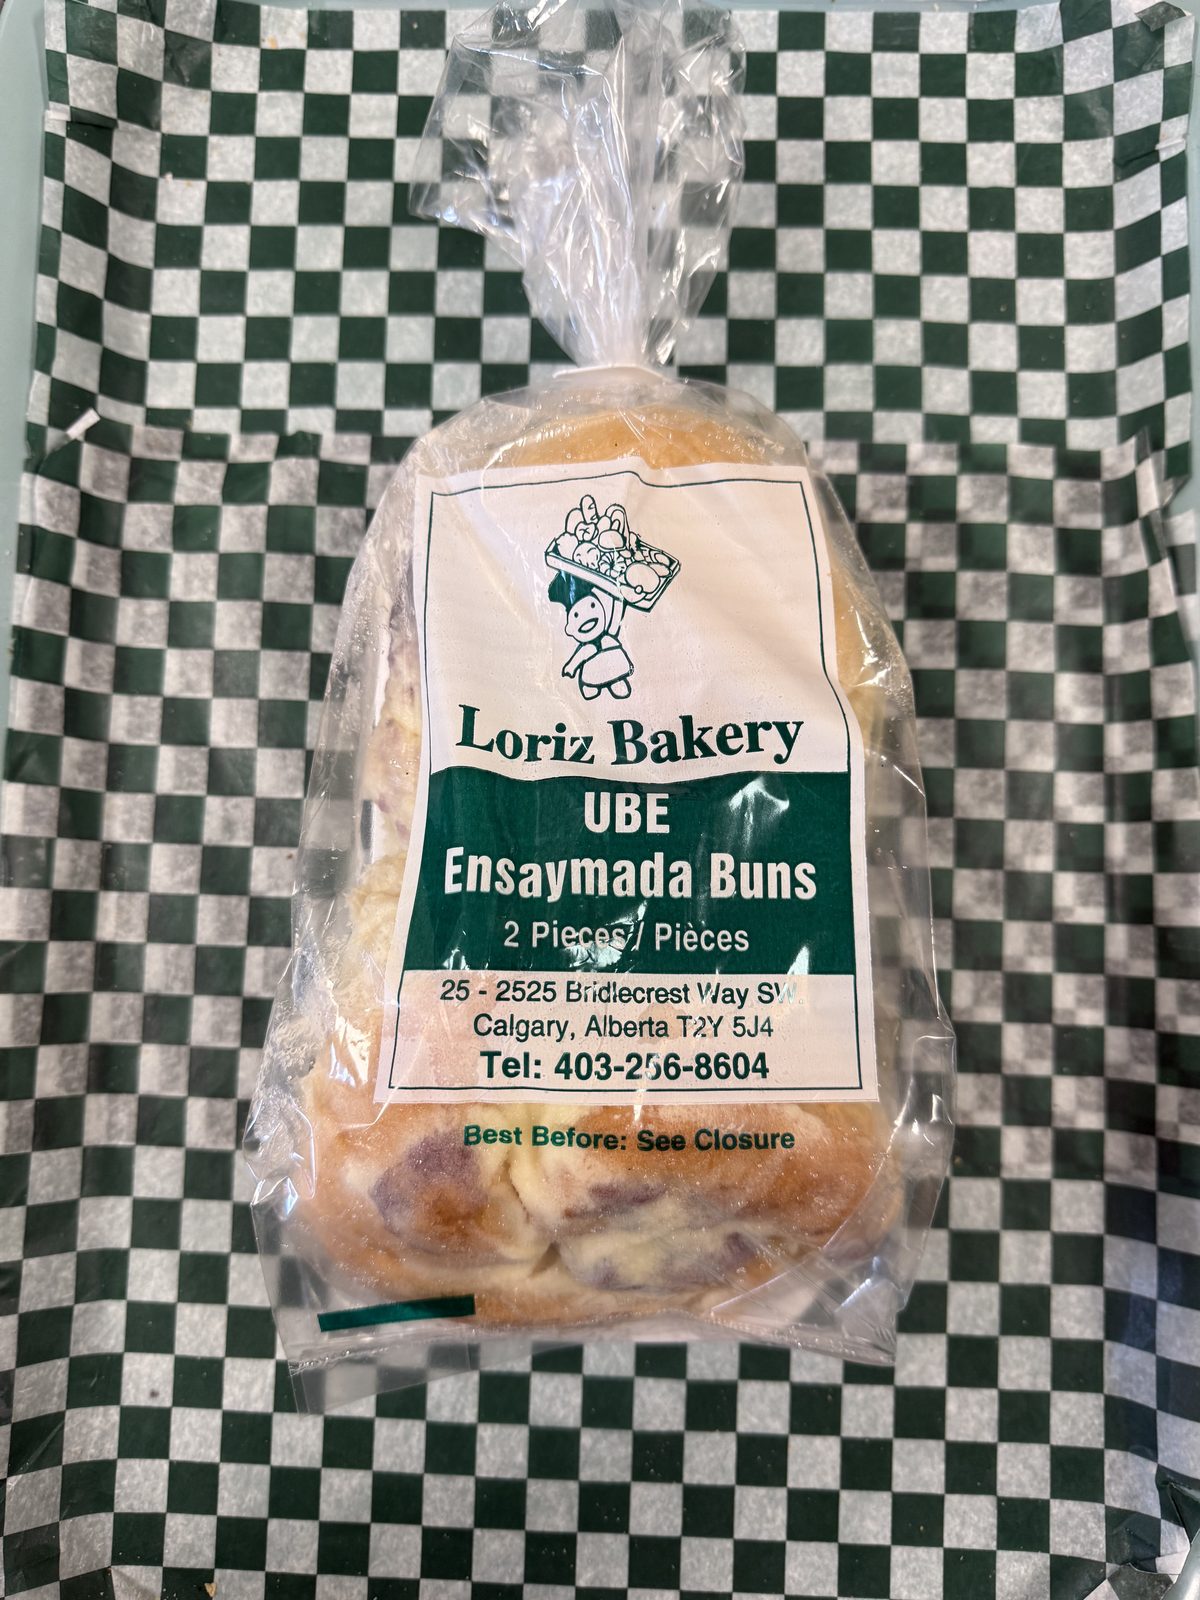 Loriz Bakery
UBE
Ensaymada Buns
2 Pieces / Pièces
25 - 2525 Bridlecrest Way SW.
Calgary, Alberta T2Y 5J4
Tel: 403-256-8604
Best Before: See Closure